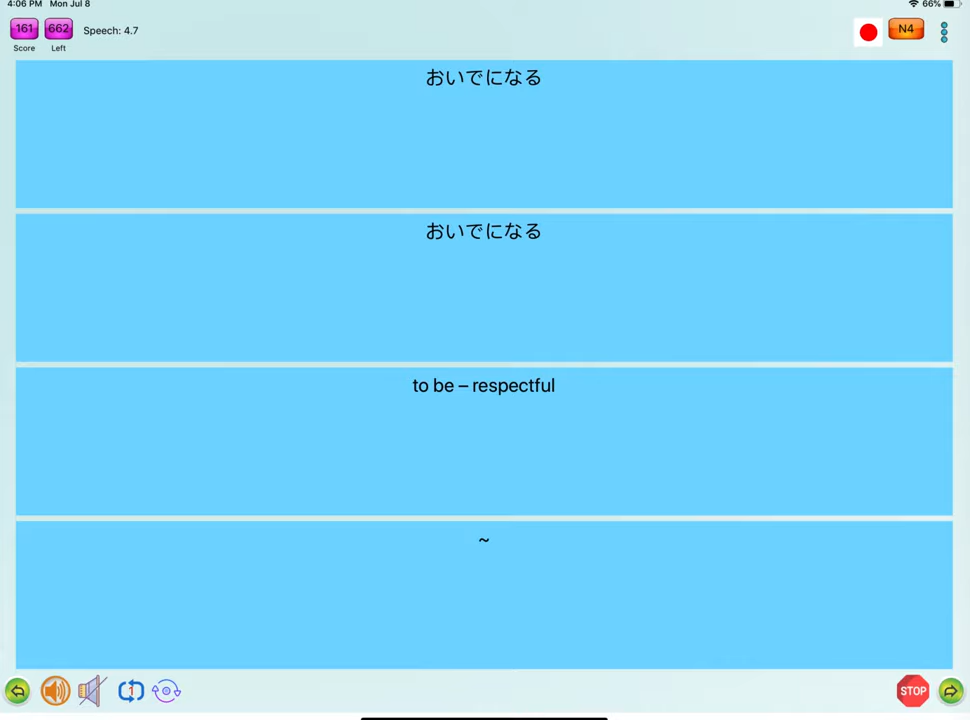 4:06 PM Mon Jul 8
66%
161
662
Speech: 4.7
N4
Score
Left
おいでになる
おいでになる
to be – respectful
~
1
STOP